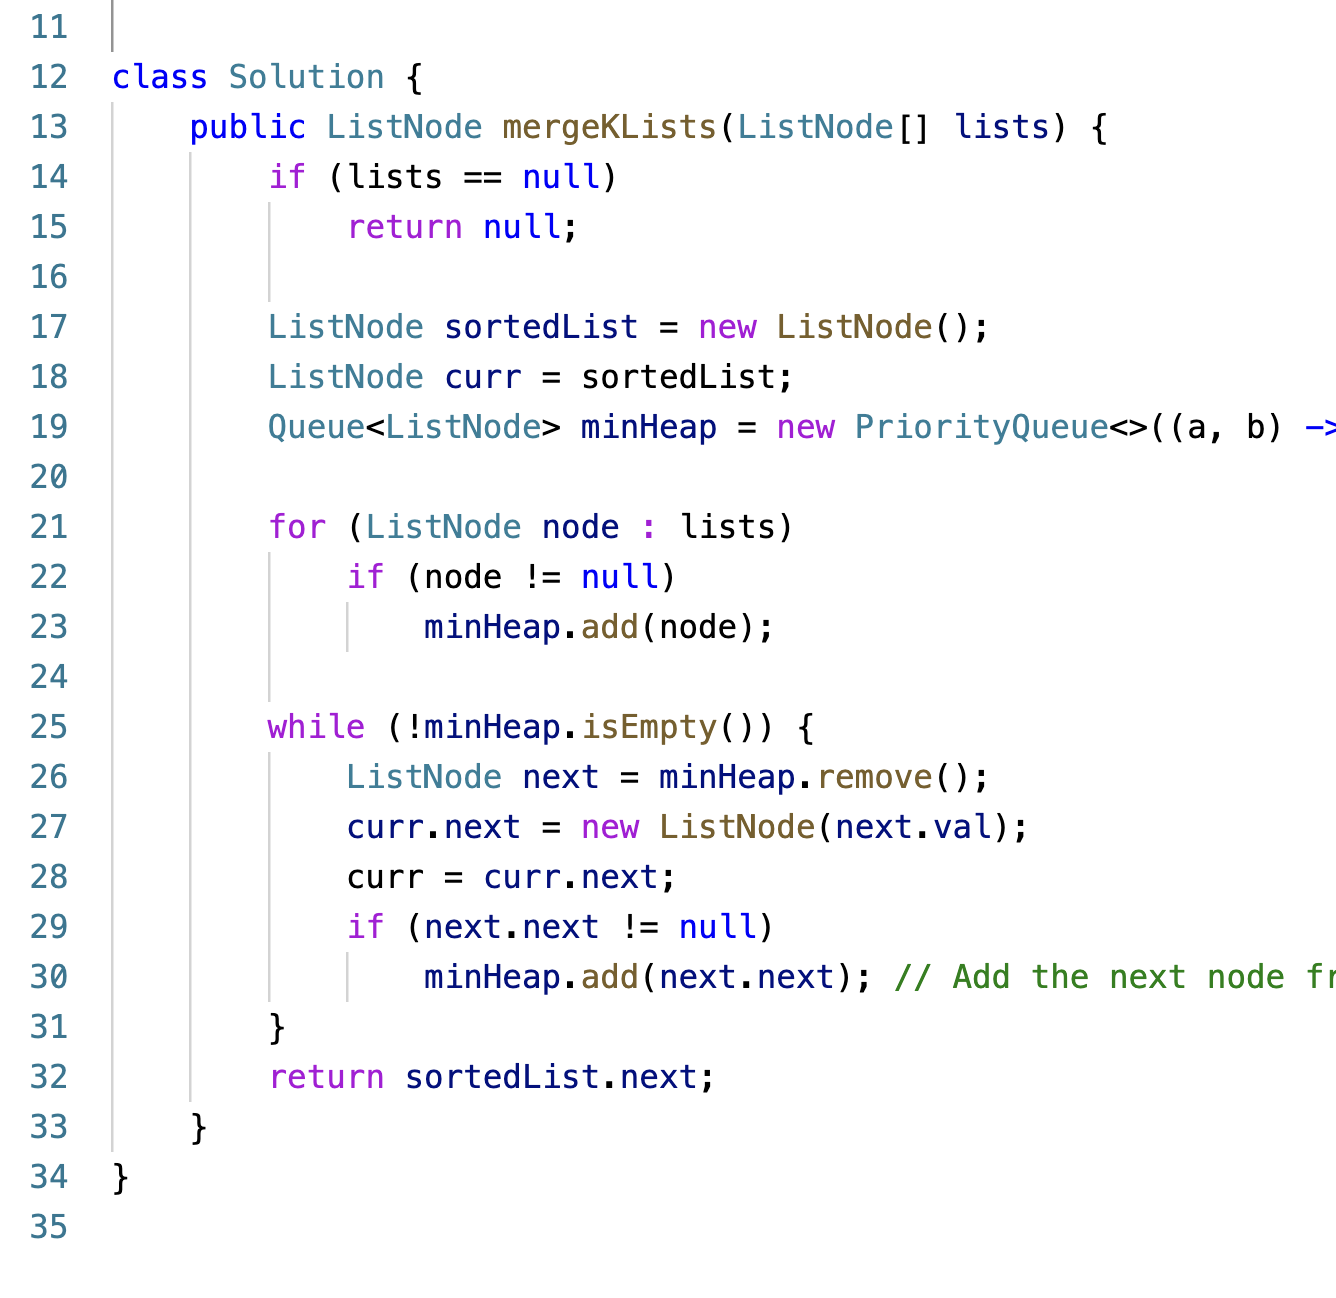 11
12 class Solution {
13     public ListNode mergeKLists(ListNode[] lists) {
14         if (lists == null)
15             return null;
16
17         ListNode sortedList = new ListNode();
18         ListNode curr = sortedList;
19         Queue<ListNode> minHeap = new PriorityQueue<>((a, b) ->
20
21         for (ListNode node : lists)
22             if (node != null)
23                 minHeap.add(node);
24
25         while (!minHeap.isEmpty()) {
26             ListNode next = minHeap.remove();
27             curr.next = new ListNode(next.val);
28             curr = curr.next;
29             if (next.next != null)
30                 minHeap.add(next.next); // Add the next node fr
31         }
32         return sortedList.next;
33     }
34 }
35